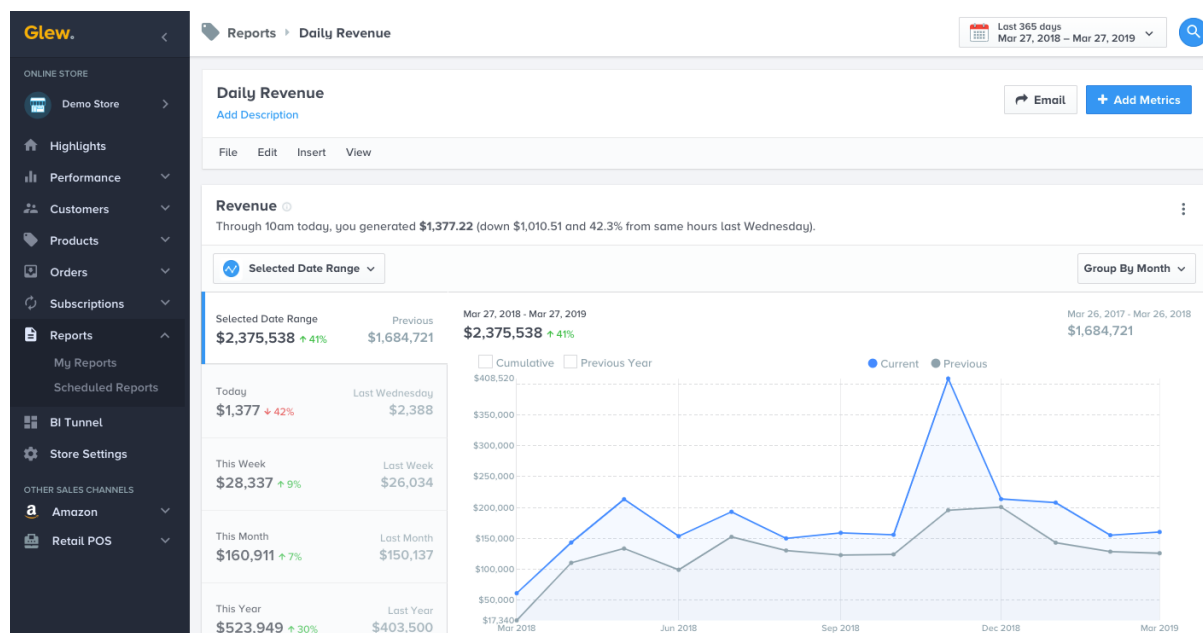 Glew.
Reports › Daily Revenue
Last 365 days
Mar 27, 2018 – Mar 27, 2019
ONLINE STORE
Demo Store
Highlights
Performance
Customers
Products
Orders
Subscriptions
Reports
My Reports
Scheduled Reports
BI Tunnel
Store Settings
OTHER SALES CHANNELS
Amazon
Retail POS
Daily Revenue
Add Description
Email
+ Add Metrics
File Edit Insert View
Revenue
Through 10am today, you generated $1,377.22 (down $1,010.51 and 42.3% from same hours last Wednesday).
Selected Date Range
Group By Month
Selected Date Range Previous
$2,375,538 ↑ 41% $1,684,721
Today Last Wednesday
$1,377 ↓ 42% $2,388
This Week Last Week
$28,337 ↑ 9% $26,034
This Month Last Month
$160,911 ↑ 7% $150,137
This Year Last Year
$523,949 ↑ 30% $403,500
Mar 27, 2018 - Mar 27, 2019 Mar 26, 2017 - Mar 26, 2018
$2,375,538 ↑ 41% $1,684,721
Cumulative Previous Year Current Previous
$408,520
$350,000
$300,000
$250,000
$200,000
$150,000
$100,000
$50,000
$17,340
Mar 2018 Jun 2018 Sep 2018 Dec 2018 Mar 2019